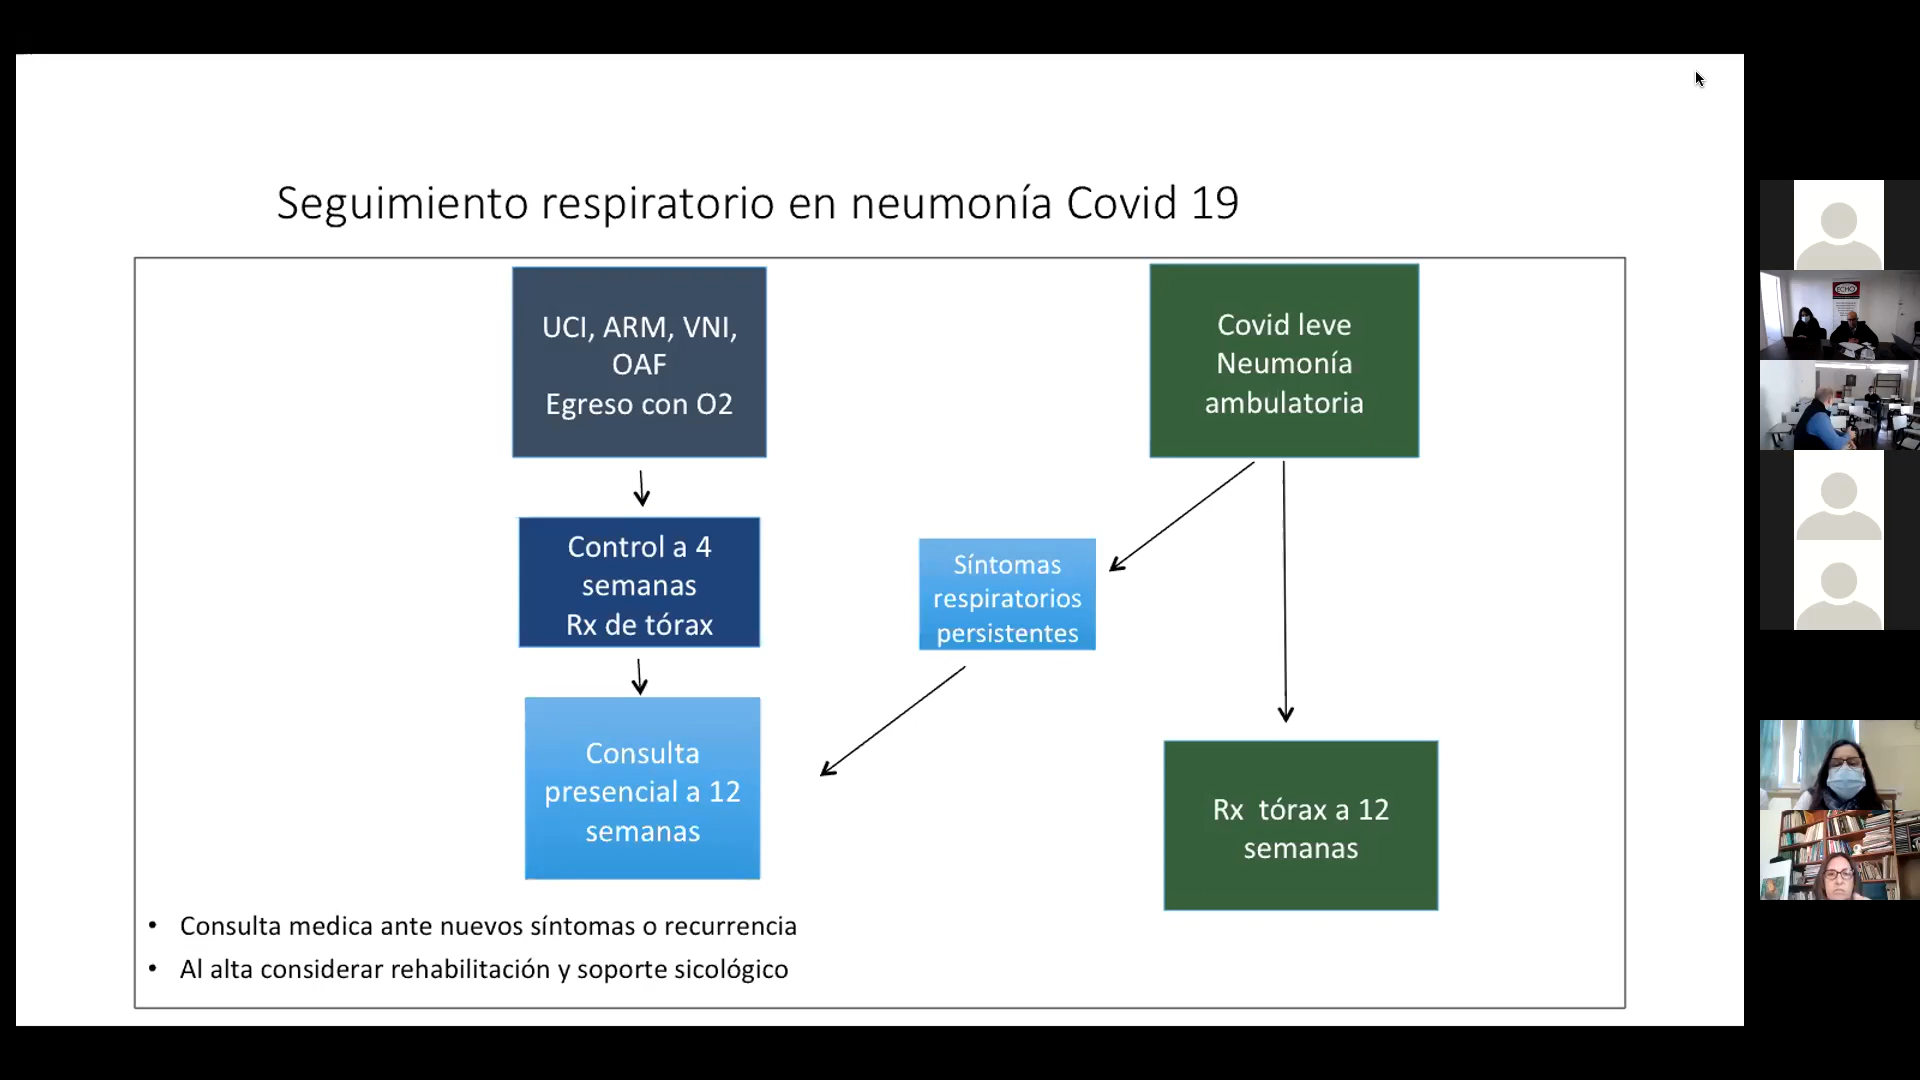 Seguimiento respiratorio en neumonía Covid 19
UCI, ARM, VNI,
OAF
Egreso con O2
Covid leve
Neumonía
ambulatoria
Control a 4
semanas
Rx de tórax
Síntomas
respiratorios
persistentes
Consulta
presencial a 12
semanas
Rx tórax a 12
semanas
• Consulta medica ante nuevos síntomas o recurrencia
• Al alta considerar rehabilitación y soporte sicológico
ECHO